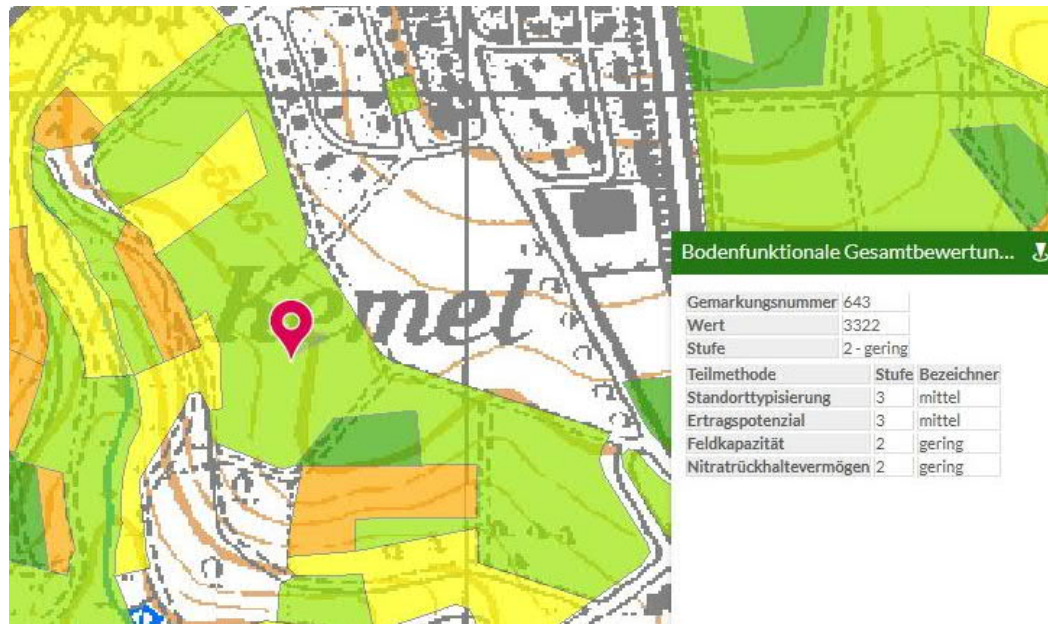 Kemel
Bodenfunktionale Gesamtbewertun...
Gemarkungsnummer 643
Wert 3322
Stufe 2 - gering
Teilmethode Stufe Bezeichner
Standorttypisierung 3 mittel
Ertragspotenzial 3 mittel
Feldkapazität 2 gering
Nitratrückhaltevermögen 2 gering